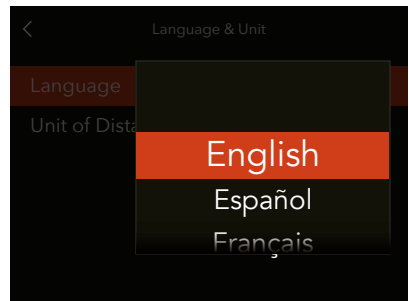 Language & Unit
Language
Unit of Dista
English
Español
Français